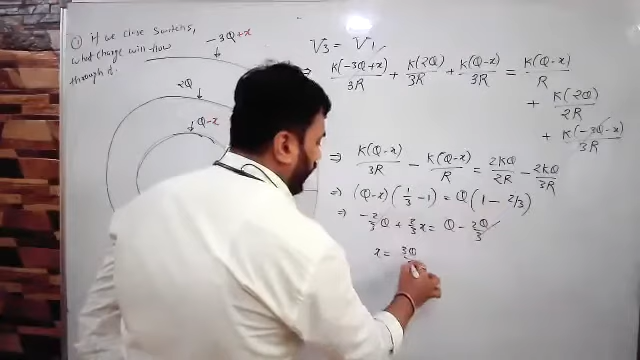 ① if we close switch,
what charge will flow
through it.
-3Q+x
2Q
Q-x
V₃ = V₁
⇒ K(-3Q+x)/3R + K(2Q)/3R + K(Q-x)/3R = K(Q-x)/R
+ K(2Q)/2R
+ K(-3Q-x)/3R
⇒ K(Q-x)/3R - K(Q-x)/R = 2KQ/2R - 2KQ/3R
⇒ (Q-x)(1/3 - 1) = Q(1 - 2/3)
⇒ -2/3 Q + 2/3 x = Q - 2Q/3
x = 3Q